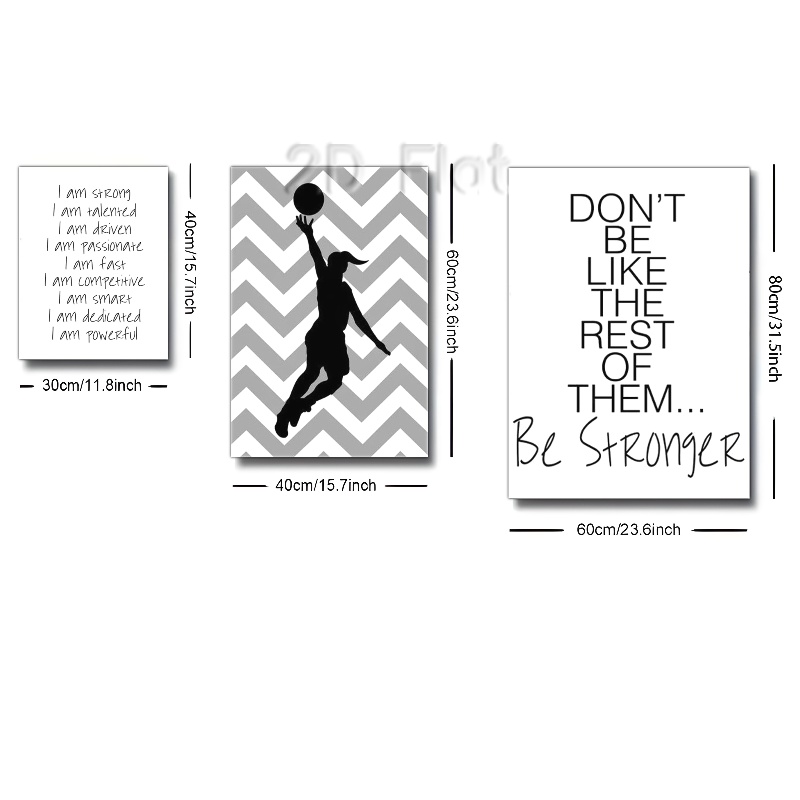 2D Flat
I am strong
I am talented
I am driven
I am passionate
I am fast
I am competitive
I am smart
I am dedicated
I am powerful
40cm/15.7inch
30cm/11.8inch
60cm/23.6inch
40cm/15.7inch
DON'T
BE
LIKE
THE
REST
OF
THEM...
Be Stronger
80cm/31.5inch
60cm/23.6inch